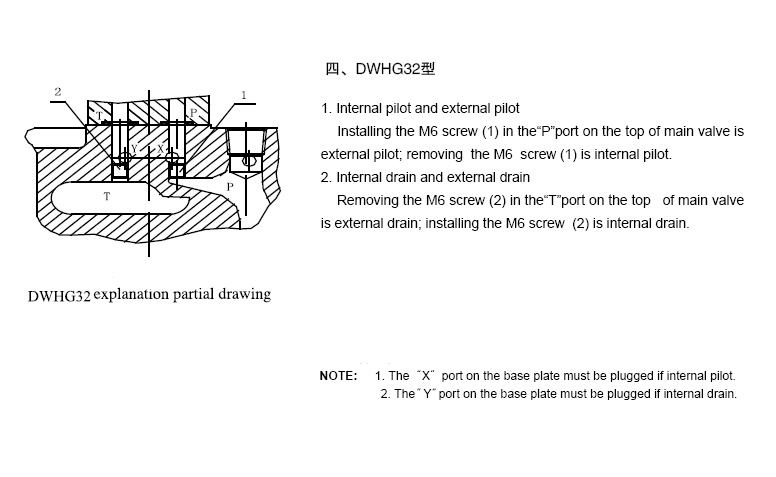 四、DWHG32型
1. Internal pilot and external pilot
Installing the M6 screw (1) in the“P”port on the top of main valve is
external pilot; removing the M6 screw (1) is internal pilot.
2. Internal drain and external drain
Removing the M6 screw (2) in the“T”port on the top of main valve
is external drain; installing the M6 screw (2) is internal drain.
2
1
T
P
Y
X
P
T
DWHG32 explanation partial drawing
NOTE: 1. The ″X″ port on the base plate must be plugged if internal pilot.
2. The″Y″port on the base plate must be plugged if internal drain.